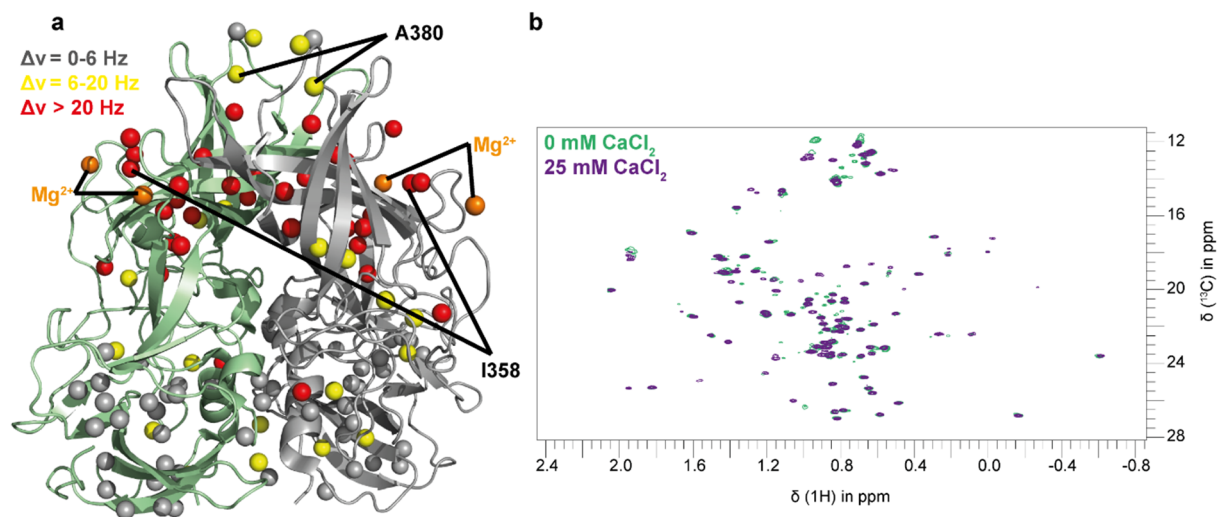 a
Δν = 0-6 Hz
Δν = 6-20 Hz
Δν > 20 Hz
A380
Mg²⁺
Mg²⁺
I358
b
0 mM CaCl₂
25 mM CaCl₂
12
16
20
24
28
δ (¹³C) in ppm
2.4 2.0 1.6 1.2 0.8 0.4 0.0 -0.4 -0.8
δ (1H) in ppm